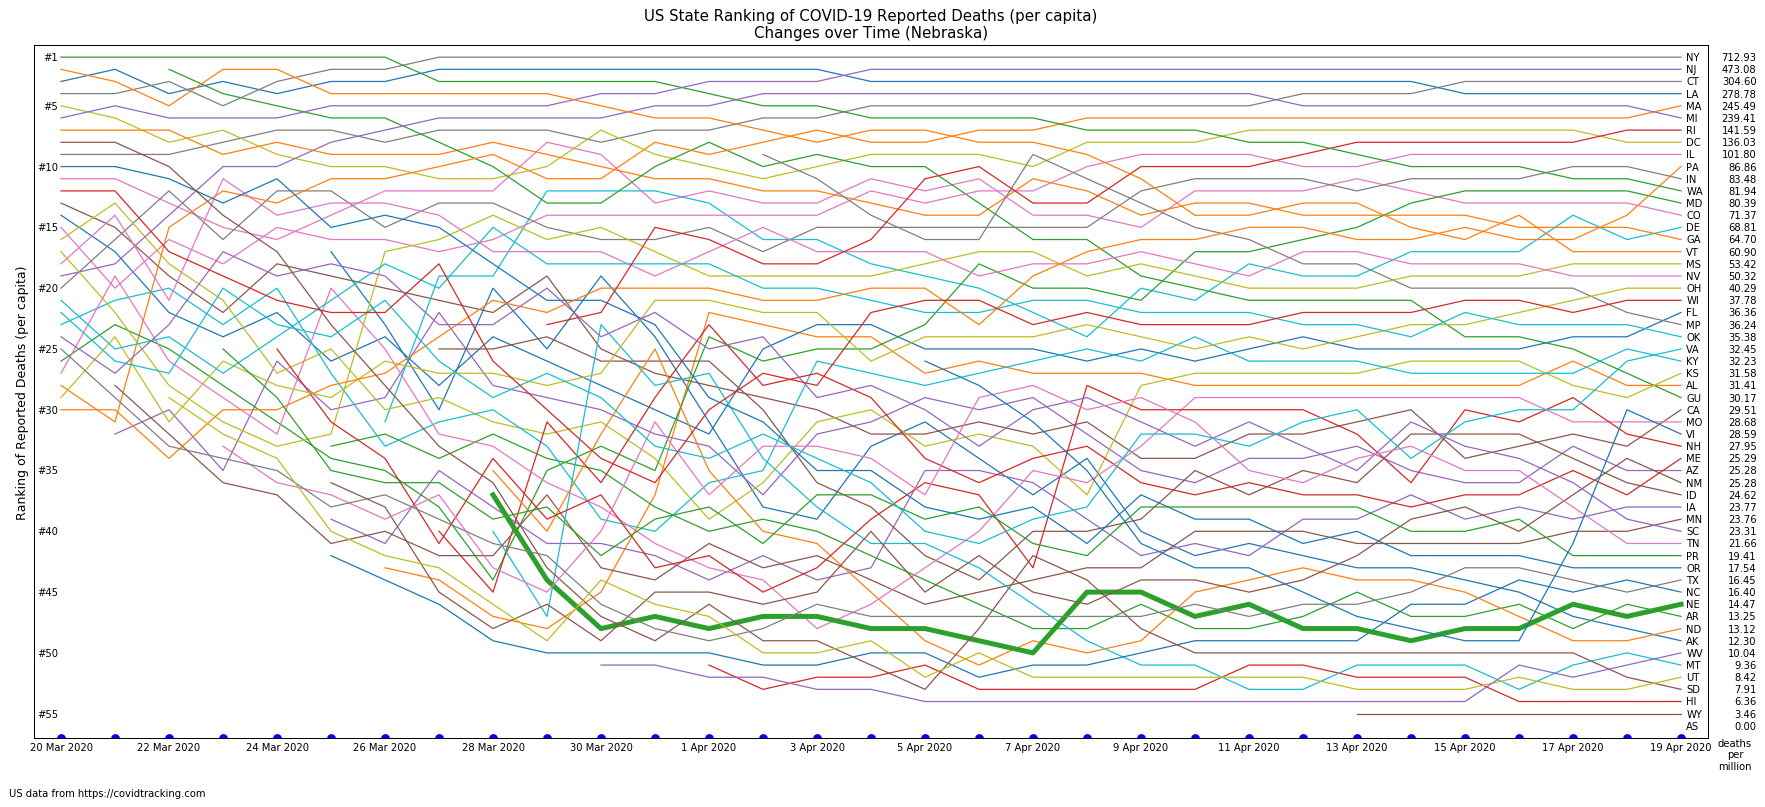 US State Ranking of COVID-19 Reported Deaths (per capita)
Changes over Time (Nebraska)
Ranking of Reported Deaths (per capita)
#1
#5
#10
#15
#20
#25
#30
#35
#40
#45
#50
#55
NY 712.93
NJ 473.08
CT 304.60
LA 278.78
MA 245.49
MI 239.41
RI 141.59
DC 136.03
IL 101.80
PA 86.86
IN 83.48
WA 81.94
MD 80.39
CO 71.37
DE 68.81
GA 64.70
VT 60.90
MS 53.42
NV 50.32
OH 40.29
WI 37.78
FL 36.36
MP 36.24
OK 35.38
VA 32.45
KY 32.23
KS 31.58
AL 31.41
GU 30.17
CA 29.51
MO 28.68
VI 28.59
NH 27.95
ME 25.29
AZ 25.28
NM 25.28
ID 24.62
IA 23.77
MN 23.76
SC 23.31
TN 21.66
PR 19.41
OR 17.54
TX 16.45
NC 16.40
NE 14.47
AR 13.25
ND 13.12
AK 12.30
WV 10.04
MT 9.36
UT 8.42
SD 7.91
HI 6.36
WY 3.46
AS 0.00
20 Mar 2020 22 Mar 2020 24 Mar 2020 26 Mar 2020 28 Mar 2020 30 Mar 2020 1 Apr 2020 3 Apr 2020 5 Apr 2020 7 Apr 2020 9 Apr 2020 11 Apr 2020 13 Apr 2020 15 Apr 2020 17 Apr 2020 19 Apr 2020
deaths
per
million
US data from https://covidtracking.com